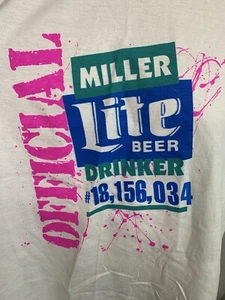 OFFICIAL
MILLER
Lite
BEER
DRINKER
#18,156,034